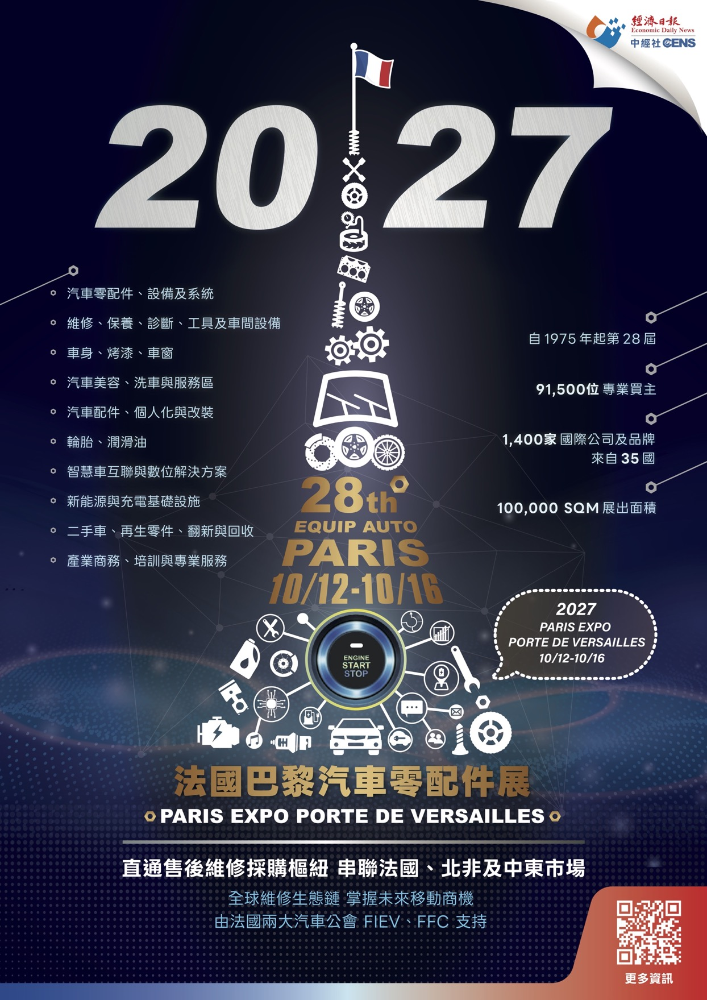 經濟日報
Economic Daily News
中經社 CENS
2027
汽車零配件、設備及系統
維修、保養、診斷、工具及車間設備
車身、烤漆、車窗
汽車美容、洗車與服務區
汽車配件、個人化與改裝
輪胎、潤滑油
智慧車互聯與數位解決方案
新能源與充電基礎設施
二手車、再生零件、翻新與回收
產業商務、培訓與專業服務
自 1975 年起第 28 屆
91,500位 專業買主
1,400家 國際公司及品牌
來自 35 國
100,000 SQM 展出面積
28th
EQUIP AUTO
PARIS
10/12-10/16
2027
PARIS EXPO
PORTE DE VERSAILLES
10/12-10/16
ENGINE
START
STOP
法國巴黎汽車零配件展
PARIS EXPO PORTE DE VERSAILLES
直通售後維修採購樞紐 串聯法國、北非及中東市場
全球維修生態鏈 掌握未來移動商機
由法國兩大汽車公會 FIEV、FFC 支持
更多資訊